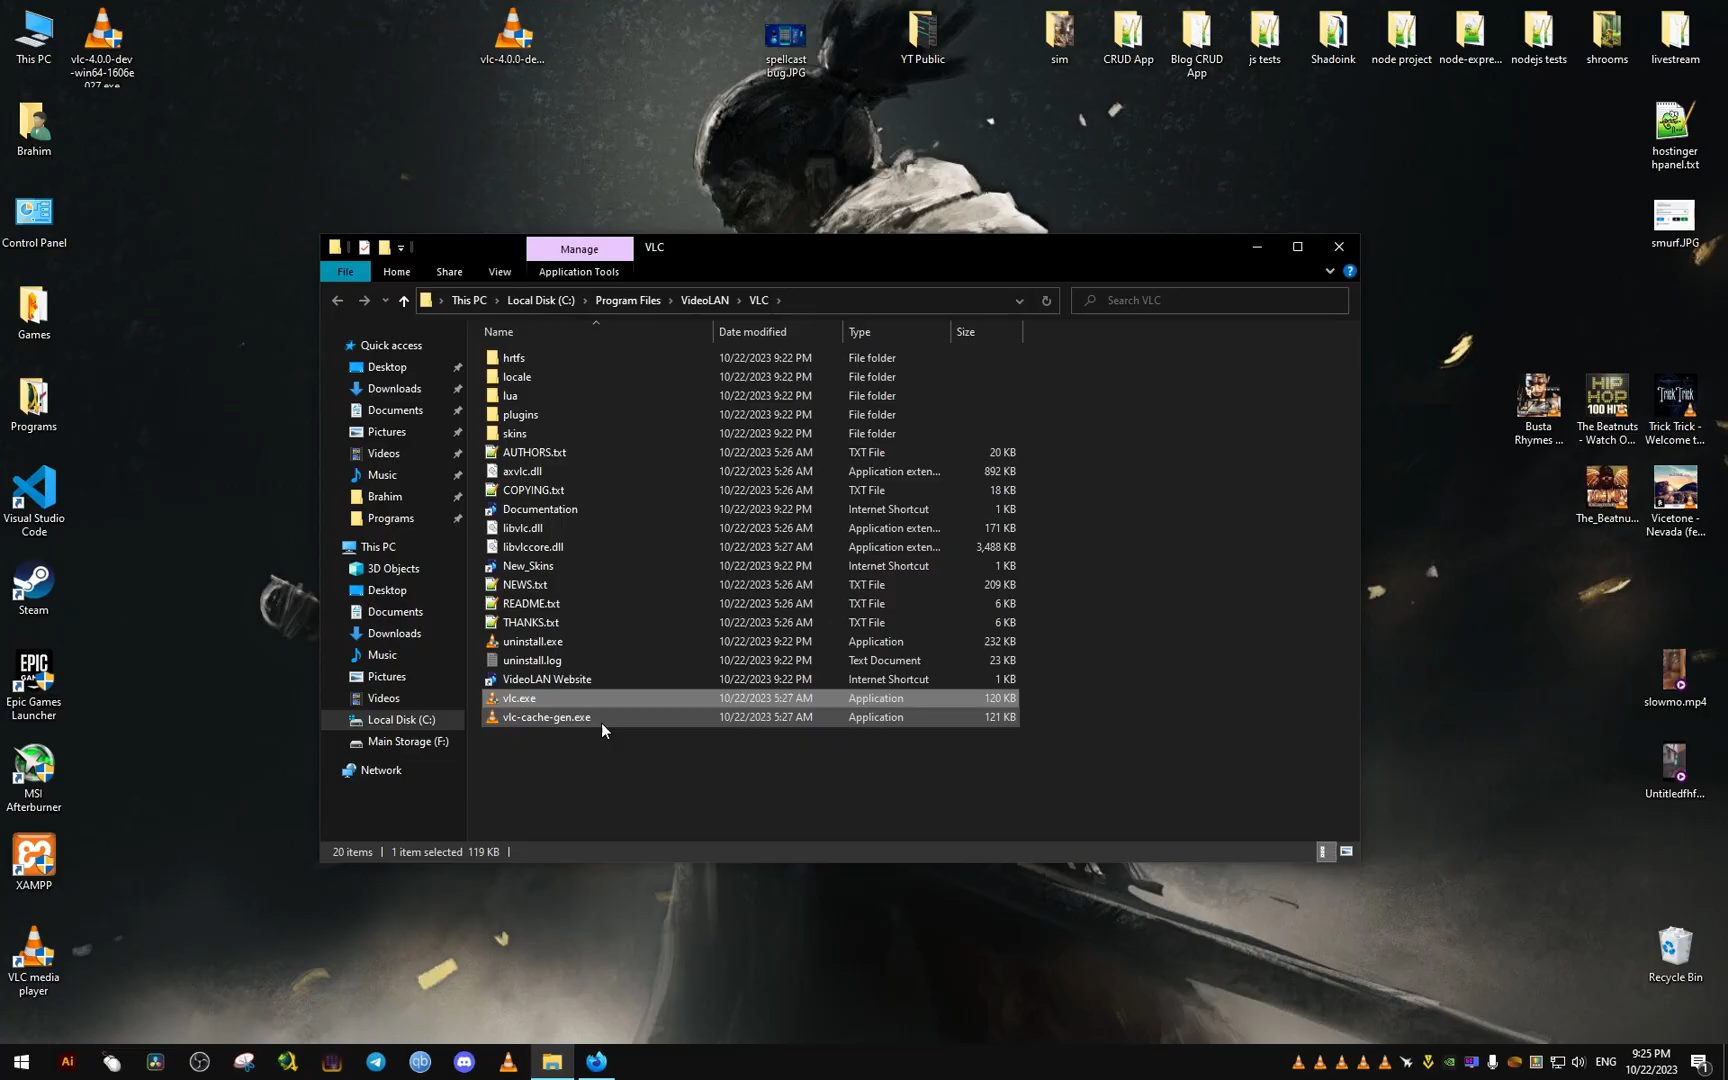 This PC
vlc-4.0.0-dev
-win64-1606e
027.exe
vlc-4.0.0-de...
spellcast
bug.JPG
YT Public
sim
CRUD App
Blog CRUD
App
js tests
Shadoink
node project
node-expre...
nodejs tests
shrooms
livestream
Brahim
hostinger
hpanel.txt
Control Panel
smurf.JPG
Games
Programs
Visual Studio
Code
Steam
EPIC
GAMES
Epic Games
Launcher
MSI
Afterburner
XAMPP
VLC media
player
HIP
HOP
Trick Trick
Busta
Rhymes ...
The Beatnuts
- Watch O...
Trick Trick -
Welcome t...
The_Beatnu...
Vicetone -
Nevada (fe...
slowmo.mp4
Untitledfhf...
Recycle Bin
Manage
VLC
File
Home
Share
View
Application Tools
This PC
Local Disk (C:)
Program Files
VideoLAN
VLC
Search VLC
Name
Date modified
Type
Size
Quick access
Desktop
Downloads
Documents
Pictures
Videos
Music
Brahim
Programs
This PC
3D Objects
Desktop
Documents
Downloads
Music
Pictures
Videos
Local Disk (C:)
Main Storage (F:)
Network
hrtfs 10/22/2023 9:22 PM File folder
locale 10/22/2023 9:22 PM File folder
lua 10/22/2023 9:22 PM File folder
plugins 10/22/2023 9:22 PM File folder
skins 10/22/2023 9:22 PM File folder
AUTHORS.txt 10/22/2023 5:26 AM TXT File 20 KB
axvlc.dll 10/22/2023 5:26 AM Application exten... 892 KB
COPYING.txt 10/22/2023 5:26 AM TXT File 18 KB
Documentation 10/22/2023 9:22 PM Internet Shortcut 1 KB
libvlc.dll 10/22/2023 5:26 AM Application exten... 171 KB
libvlccore.dll 10/22/2023 5:27 AM Application exten... 3,488 KB
New_Skins 10/22/2023 9:22 PM Internet Shortcut 1 KB
NEWS.txt 10/22/2023 5:26 AM TXT File 209 KB
README.txt 10/22/2023 5:26 AM TXT File 6 KB
THANKS.txt 10/22/2023 5:26 AM TXT File 6 KB
uninstall.exe 10/22/2023 9:22 PM Application 232 KB
uninstall.log 10/22/2023 9:22 PM Text Document 23 KB
VideoLAN Website 10/22/2023 9:22 PM Internet Shortcut 1 KB
vlc.exe 10/22/2023 5:27 AM Application 120 KB
vlc-cache-gen.exe 10/22/2023 5:27 AM Application 121 KB
20 items 1 item selected 119 KB
Ai
qb
ENG
9:25 PM
10/22/2023
1